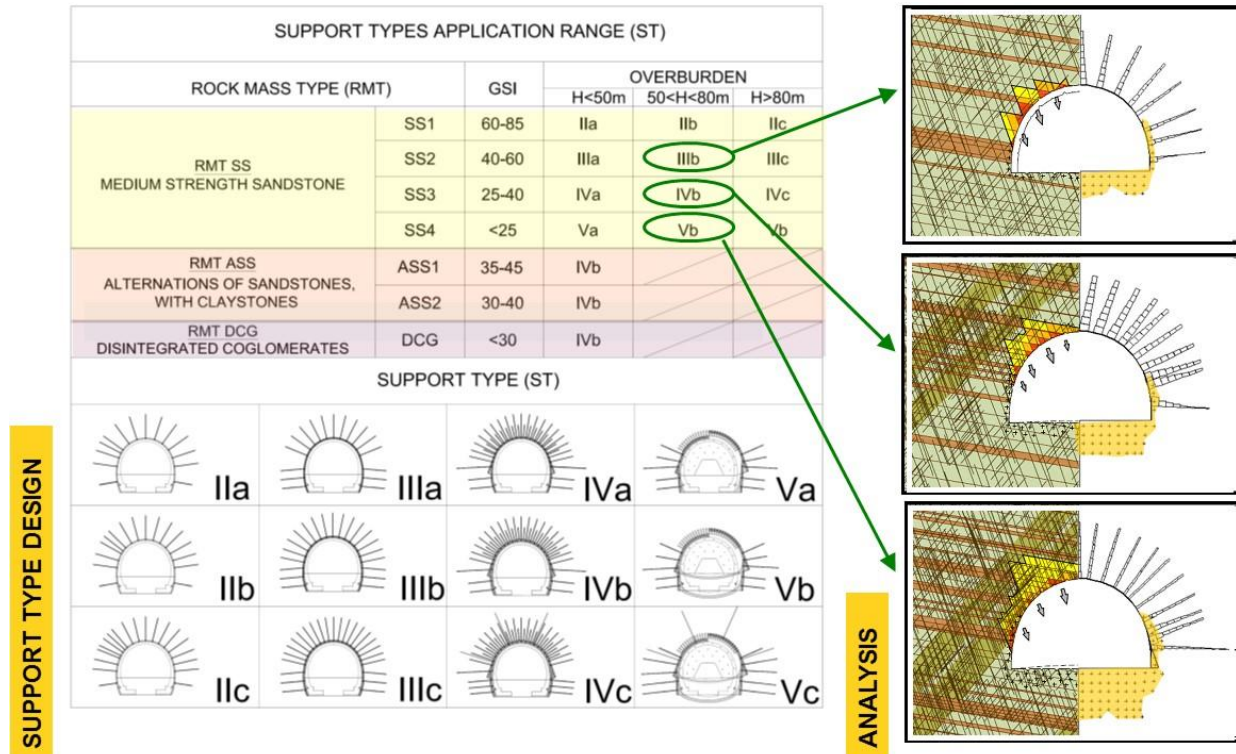 SUPPORT TYPES APPLICATION RANGE (ST)
ROCK MASS TYPE (RMT)
GSI
OVERBURDEN
H<50m
50<H<80m
H>80m
RMT SS
MEDIUM STRENGTH SANDSTONE
SS1
60-85
IIa
IIb
IIc
SS2
40-60
IIIa
IIIb
IIIc
SS3
25-40
IVa
IVb
IVc
SS4
<25
Va
Vb
Vb
RMT ASS
ALTERNATIONS OF SANDSTONES,
WITH CLAYSTONES
ASS1
35-45
IVb
ASS2
30-40
IVb
RMT DCG
DISINTEGRATED COGLOMERATES
DCG
<30
IVb
SUPPORT TYPE (ST)
IIa
IIIa
IVa
Va
IIb
IIIb
IVb
Vb
IIc
IIIc
IVc
Vc
SUPPORT TYPE DESIGN
ANALYSIS